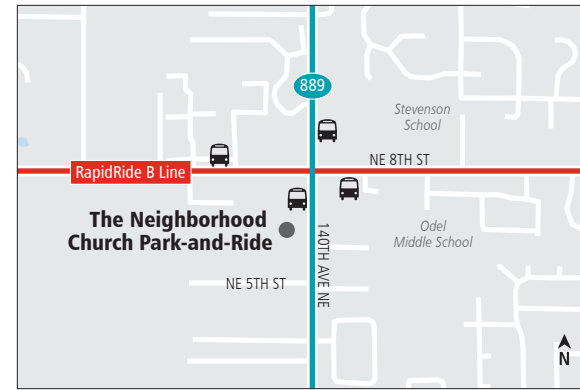 889
Stevenson
School
NE 8TH ST
RapidRide B Line
The Neighborhood
Church Park-and-Ride
140TH AVE NE
Odel
Middle School
NE 5TH ST
N